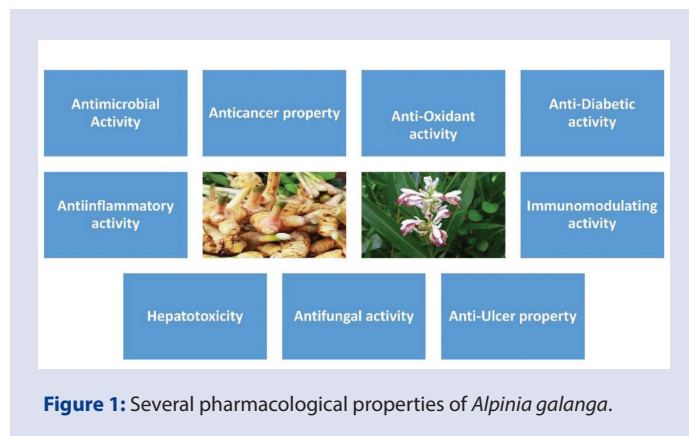 Antimicrobial
Activity
Anticancer property
Anti-Oxidant
activity
Anti-Diabetic
activity
Antiinflammatory
activity
Immunomodulating
activity
Hepatotoxicity
Antifungal activity
Anti-Ulcer property
Figure 1: Several pharmacological properties of Alpinia galanga.